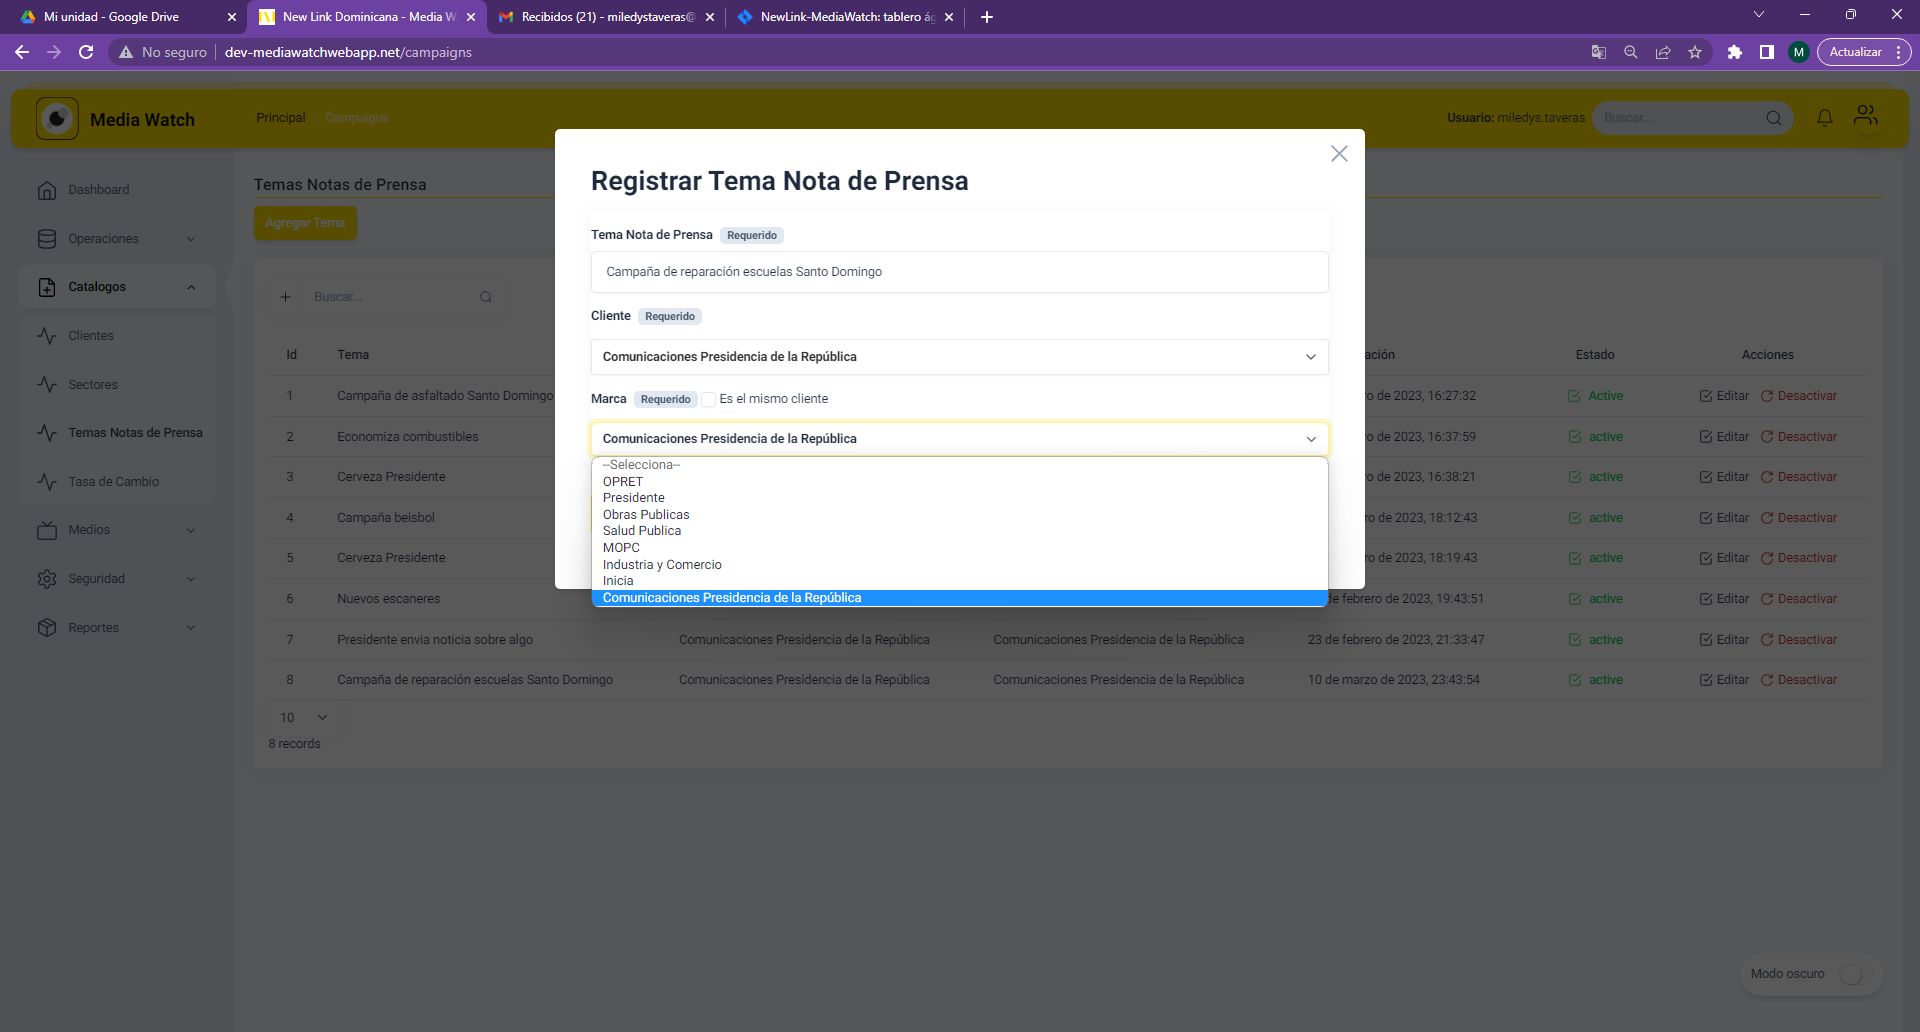 Mi unidad - Google Drive
New Link Dominicana - Media W
Recibidos (21) - miledystaveras@
NewLink-MediaWatch: tablero ág
No seguro
dev-mediawatchwebapp.net/campaigns
M
Actualizar
Media Watch
Principal
Campaigns
Usuario: miledys.taveras
Buscar...
Dashboard
Operaciones
Catalogos
Clientes
Sectores
Temas Notas de Prensa
Tasa de Cambio
Medios
Seguridad
Reportes
Temas Notas de Prensa
Agregar Tema
+ Buscar...
Registrar Tema Nota de Prensa
Tema Nota de Prensa Requerido
Campaña de reparación escuelas Santo Domingo
Cliente Requerido
Comunicaciones Presidencia de la República
Marca Requerido Es el mismo cliente
Comunicaciones Presidencia de la República
--Selecciona--
OPRET
Presidente
Obras Publicas
Salud Publica
MOPC
Industria y Comercio
Inicia
Comunicaciones Presidencia de la República
Id Tema ación Estado Acciones
1 Campaña de asfaltado Santo Domingo o de 2023, 16:27:32 Active Editar Desactivar
2 Economiza combustibles ro de 2023, 16:37:59 active Editar Desactivar
3 Cerveza Presidente o de 2023, 16:38:21 active Editar Desactivar
4 Campaña beisbol ro de 2023, 18:12:43 active Editar Desactivar
5 Cerveza Presidente o de 2023, 18:19:43 active Editar Desactivar
6 Nuevos escaneres de febrero de 2023, 19:43:51 active Editar Desactivar
7 Presidente envia noticia sobre algo Comunicaciones Presidencia de la República Comunicaciones Presidencia de la República 23 de febrero de 2023, 21:33:47 active Editar Desactivar
8 Campaña de reparación escuelas Santo Domingo Comunicaciones Presidencia de la República Comunicaciones Presidencia de la República 10 de marzo de 2023, 23:43:54 active Editar Desactivar
10
8 records
Modo oscuro